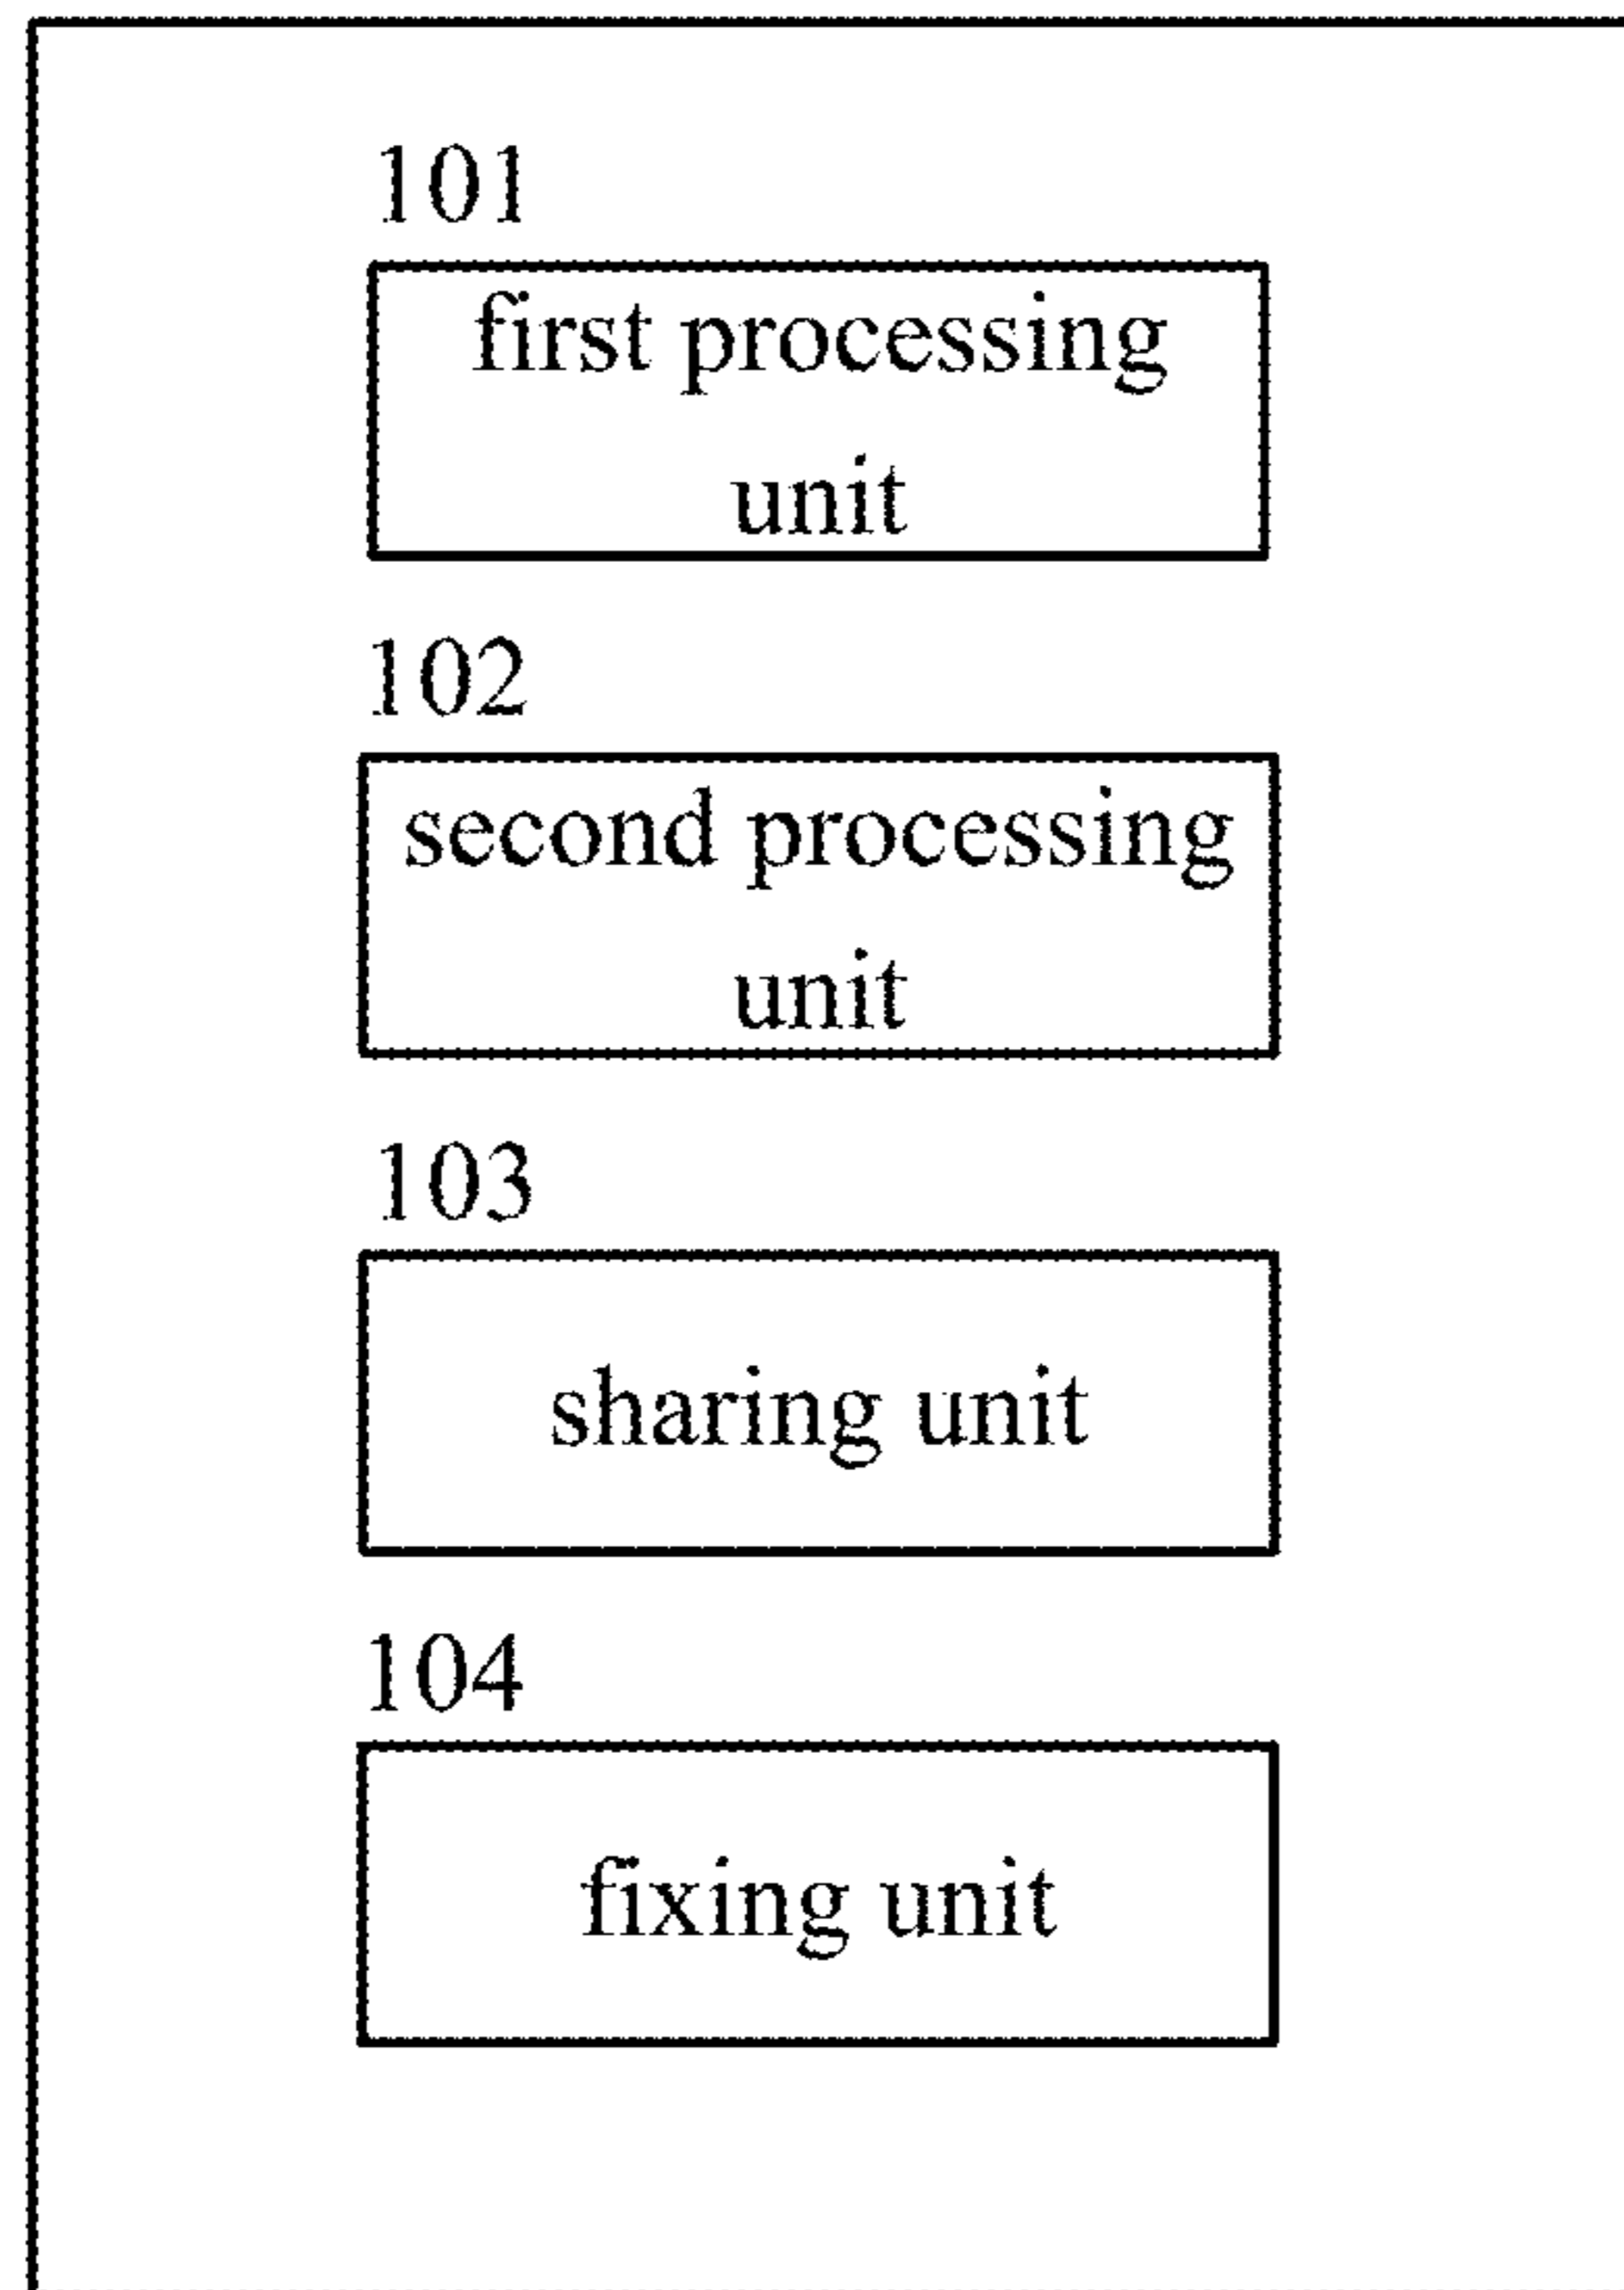 101
first processing
unit
102
second processing
unit
103
sharing unit
104
fixing unit